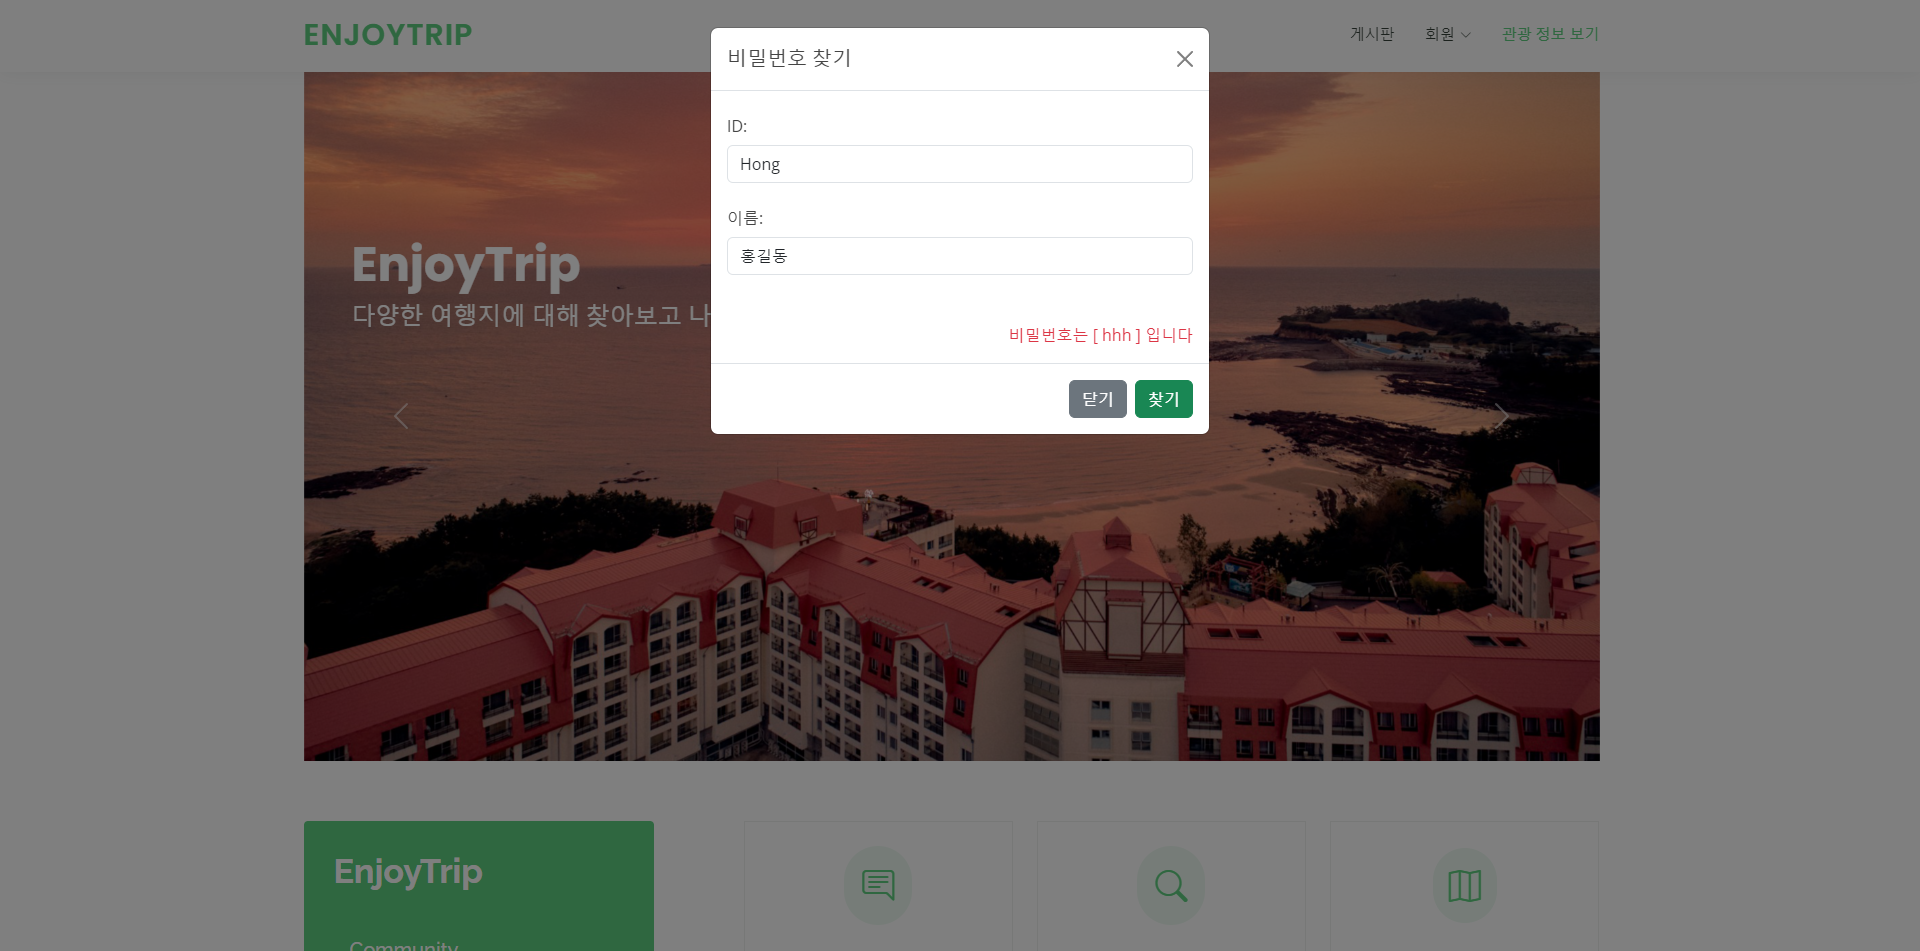 ENJOYTRIP
게시판
회원
관광 정보 보기
비밀번호 찾기
ID:
Hong
이름:
홍길동
비밀번호는 [ hhh ] 입니다
닫기
찾기
EnjoyTrip
다양한 여행지에 대해 찾아보고 나
EnjoyTrip
Community